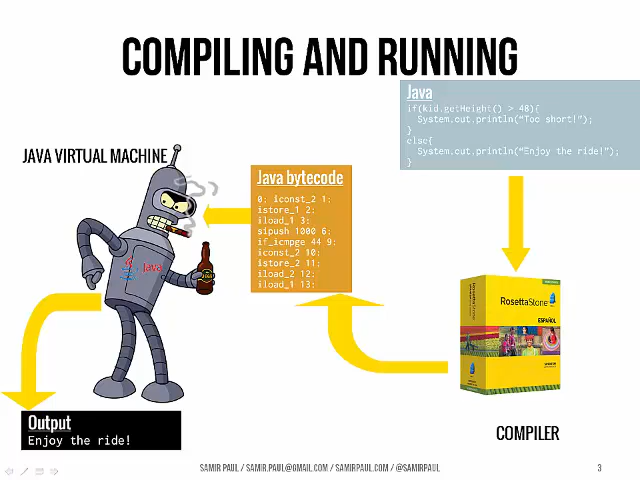 COMPILING AND RUNNING
Java
if(kid.getHeight() > 48){
System.out.println("Too short!");
}
else{
System.out.println("Enjoy the ride!");
}
JAVA VIRTUAL MACHINE
Java bytecode
0: iconst_2 1:
istore_1 2:
iload_1 3:
sipush 1000 6:
if_icmpge 44 9:
iconst_2 10:
istore_2 11:
iload_2 12:
iload_1 13:
Java
RosettaStone
ESPAÑOL
COMPILER
Output
Enjoy the ride!
SAMIR PAUL / SAMIR.PAUL@GMAIL.COM / SAMIRPAUL.COM / @SAMIRPAUL
3